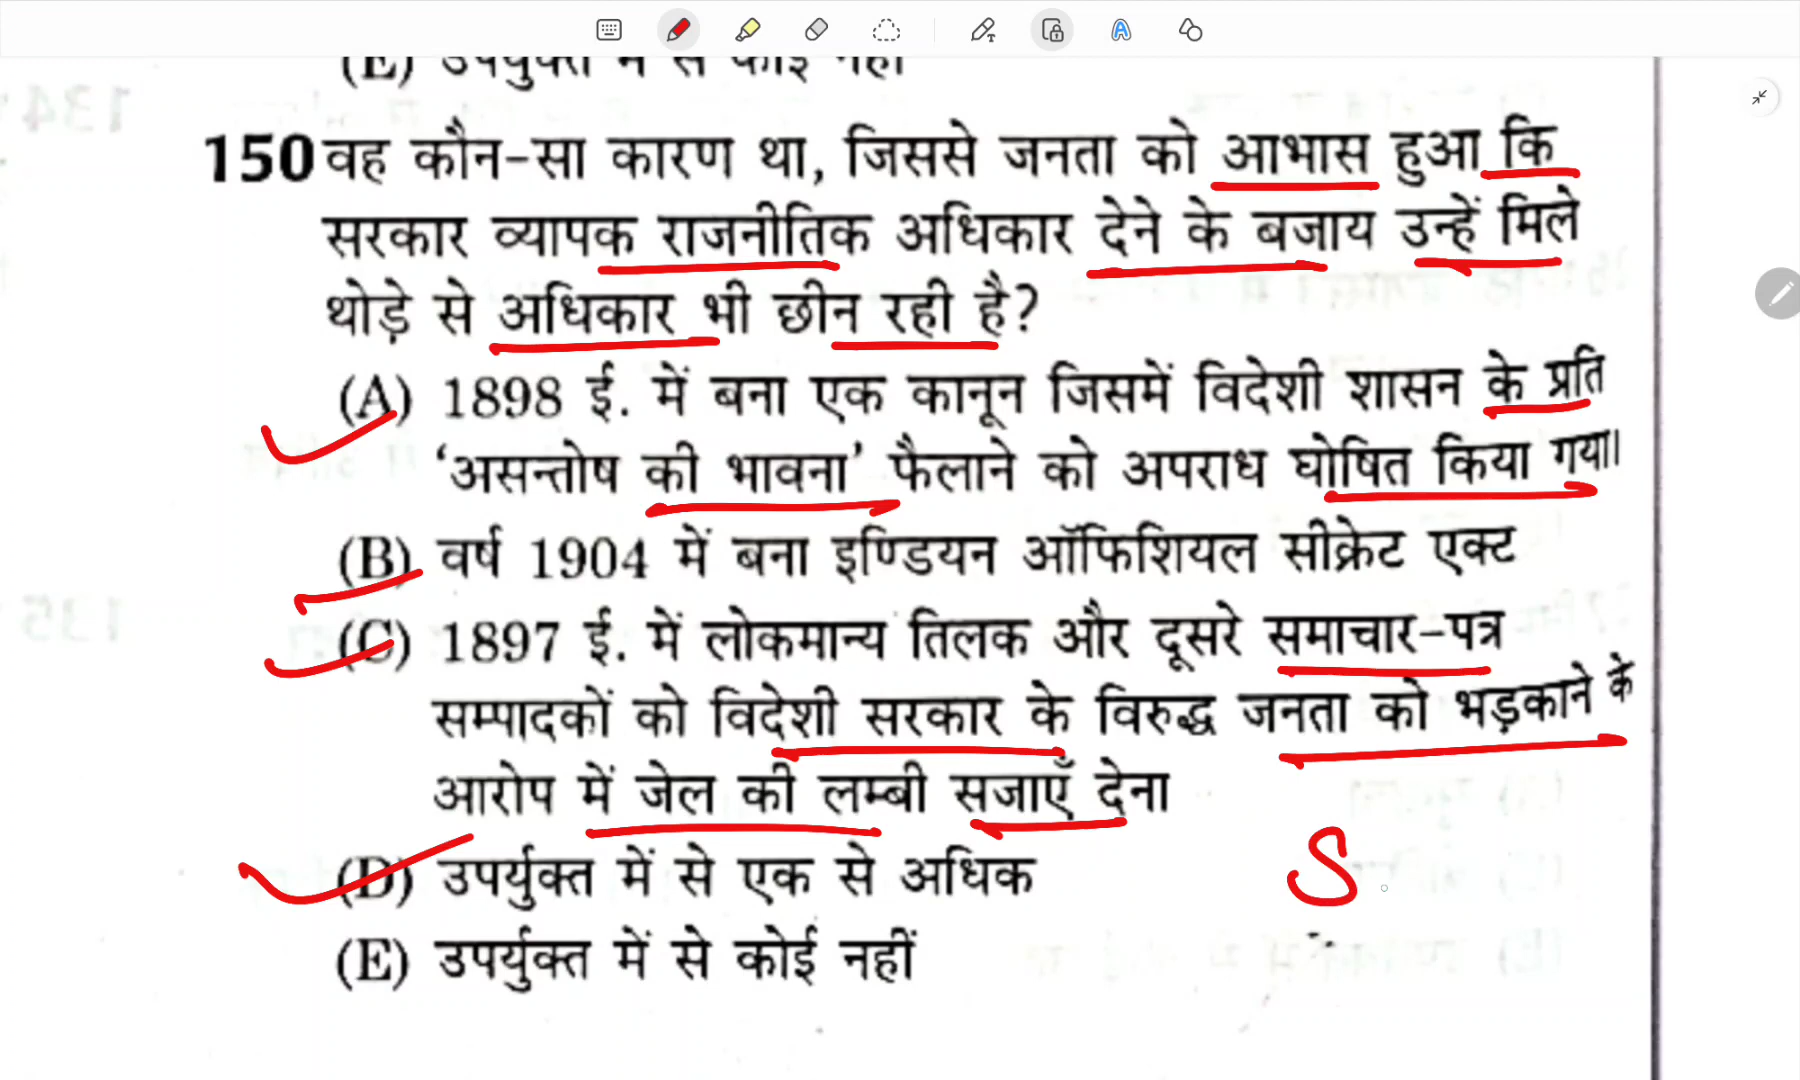 (E) उपर्युक्त में से कोई नहीं
150 वह कौन-सा कारण था, जिससे जनता को आभास हुआ कि
सरकार व्यापक राजनीतिक अधिकार देने के बजाय उन्हें मिले
थोड़े से अधिकार भी छीन रही है?
(A) 1898 ई. में बना एक कानून जिसमें विदेशी शासन के प्रति
‘असन्तोष की भावना’ फैलाने को अपराध घोषित किया गया।
(B) वर्ष 1904 में बना इण्डियन ऑफिशियल सीक्रेट एक्ट
(C) 1897 ई. में लोकमान्य तिलक और दूसरे समाचार-पत्र
सम्पादकों को विदेशी सरकार के विरुद्ध जनता को भड़काने के
आरोप में जेल की लम्बी सजाएँ देना
(D) उपर्युक्त में से एक से अधिक
S
(E) उपर्युक्त में से कोई नहीं